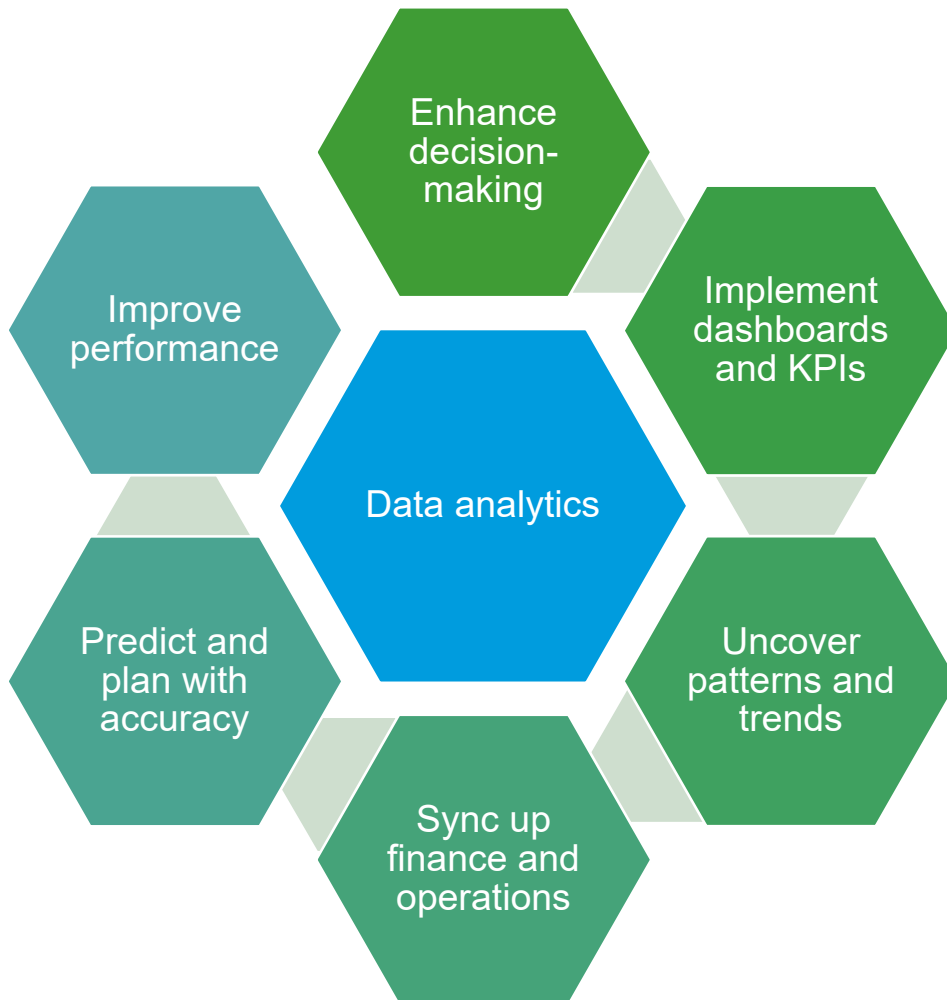 Enhance
decision-
making
Implement
dashboards
and KPIs
Uncover
patterns and
trends
Sync up
finance and
operations
Predict and
plan with
accuracy
Improve
performance
Data analytics